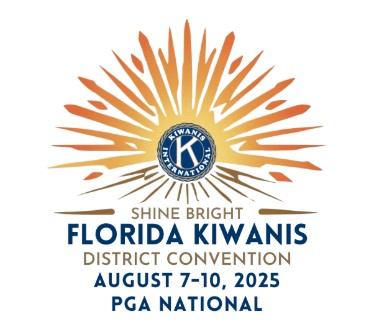 KIWANIS
K
INTERNATIONAL
SHINE BRIGHT
FLORIDA KIWANIS
DISTRICT CONVENTION
AUGUST 7-10, 2025
PGA NATIONAL